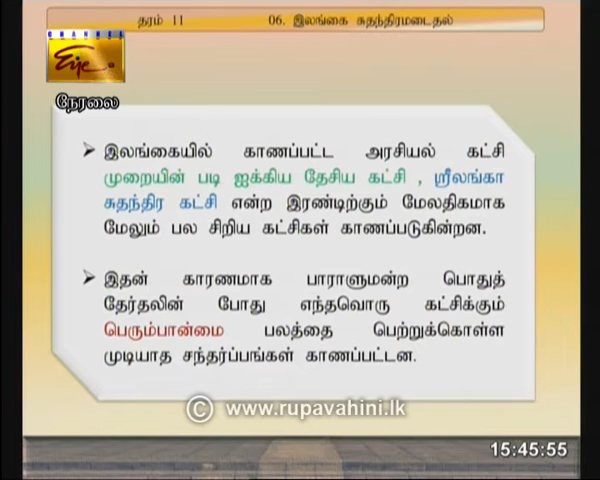 தரம் 11 06. இலங்கை சுதந்திரமடைதல்
CHANNEL
Eye
நேரலை
➤ இலங்கையில் காணப்பட்ட அரசியல் கட்சி
முறையின் படி ஐக்கிய தேசிய கட்சி , ஸ்ரீலங்கா
சுதந்திர கட்சி என்ற இரண்டிற்கும் மேலதிகமாக
மேலும் பல சிறிய கட்சிகள் காணப்படுகின்றன.
➤ இதன் காரணமாக பாராளுமன்ற பொதுத்
தேர்தலின் போது எந்தவொரு கட்சிக்கும்
பெரும்பான்மை பலத்தை பெற்றுக்கொள்ள
முடியாத சந்தர்ப்பங்கள் காணப்பட்டன.
© www.rupavahini.lk
15:45:55